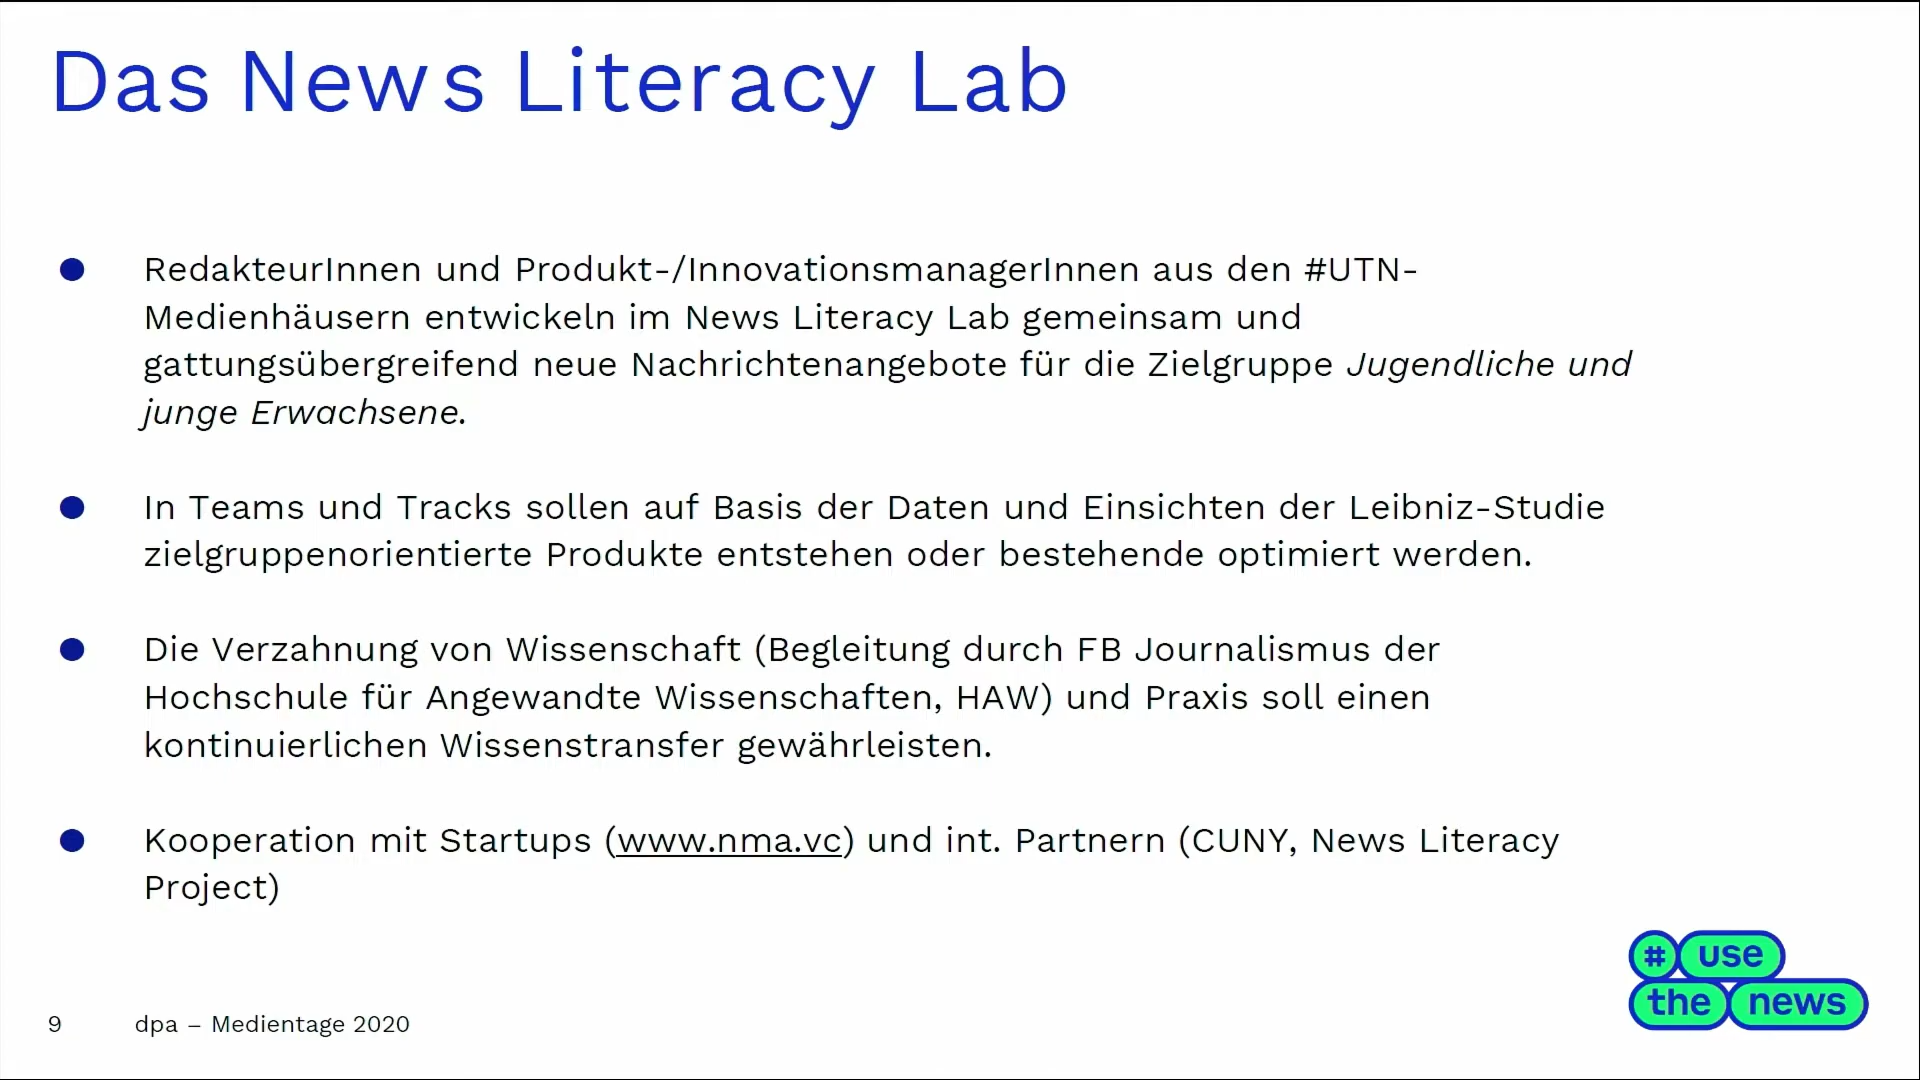 Das News Literacy Lab
● RedakteurInnen und Produkt-/InnovationsmanagerInnen aus den #UTN-
Medienhäusern entwickeln im News Literacy Lab gemeinsam und
gattungsübergreifend neue Nachrichtenangebote für die Zielgruppe Jugendliche und
junge Erwachsene.
● In Teams und Tracks sollen auf Basis der Daten und Einsichten der Leibniz-Studie
zielgruppenorientierte Produkte entstehen oder bestehende optimiert werden.
● Die Verzahnung von Wissenschaft (Begleitung durch FB Journalismus der
Hochschule für Angewandte Wissenschaften, HAW) und Praxis soll einen
kontinuierlichen Wissenstransfer gewährleisten.
● Kooperation mit Startups (www.nma.vc) und int. Partnern (CUNY, News Literacy
Project)
# use
the news
9 dpa – Medientage 2020